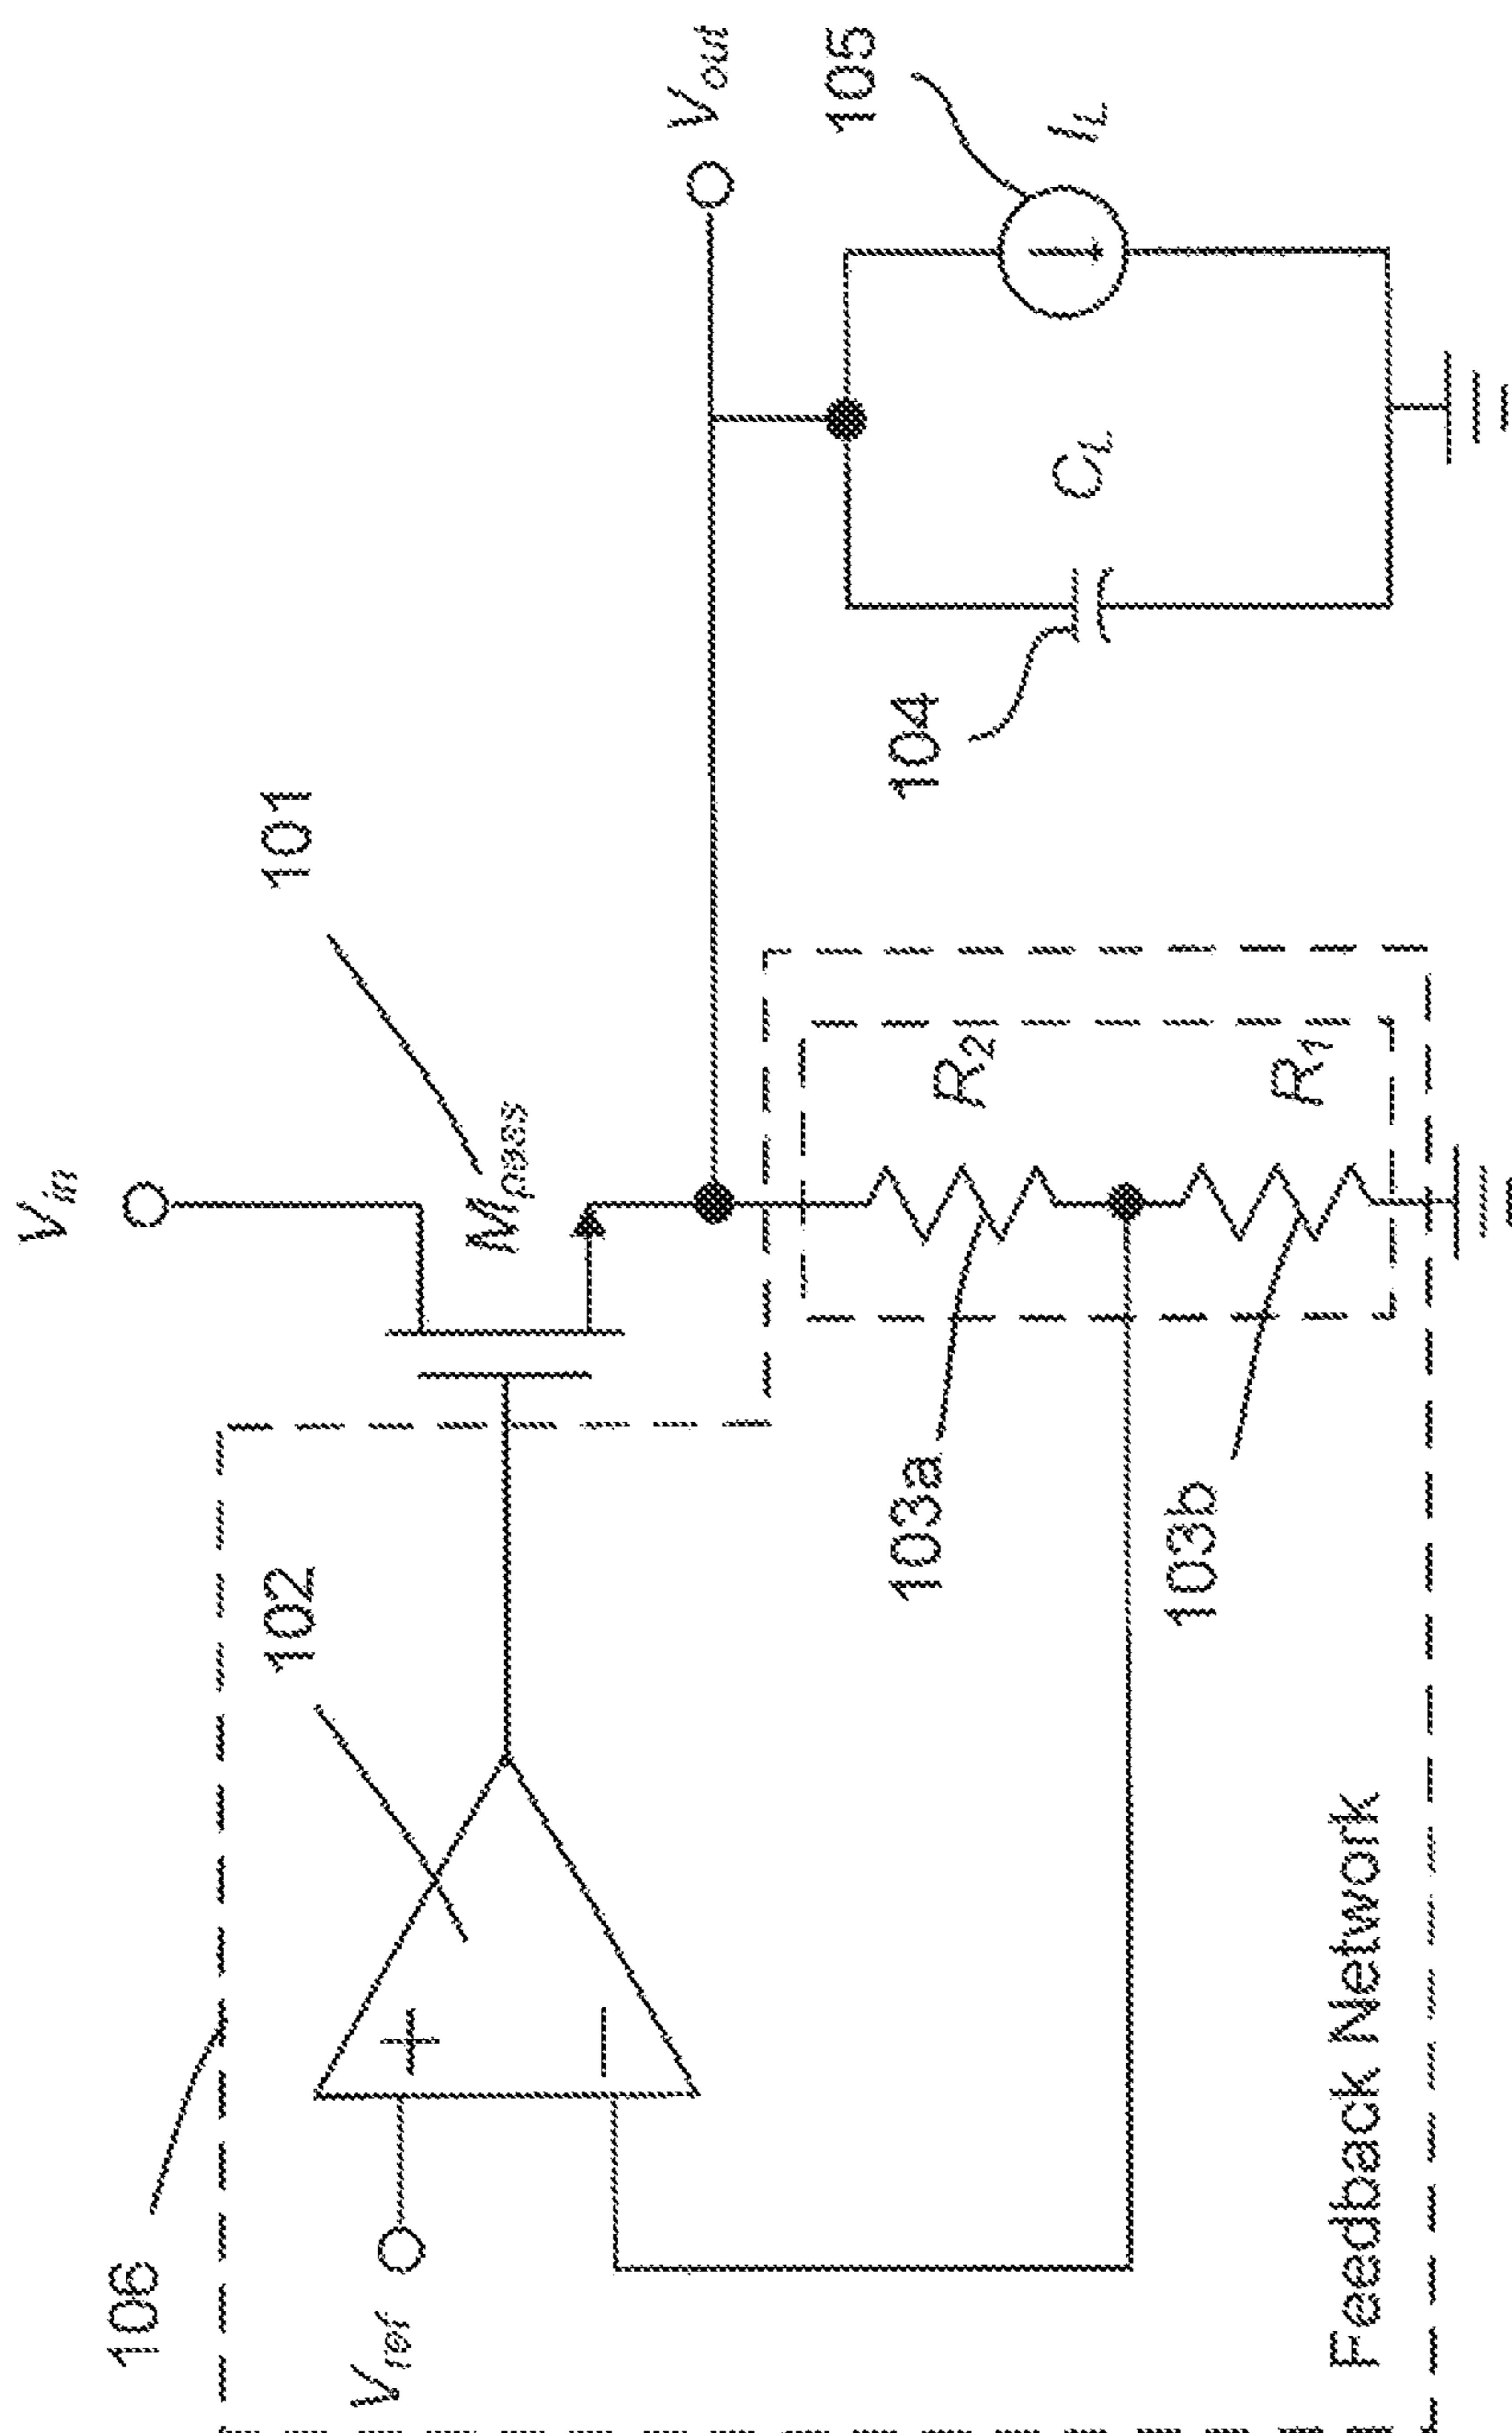 V_in
101
M_pass
V_out
102
106
V_ref
+
−
103a
R_2
103b
R_1
104
C_L
105
I_L
Feedback Network